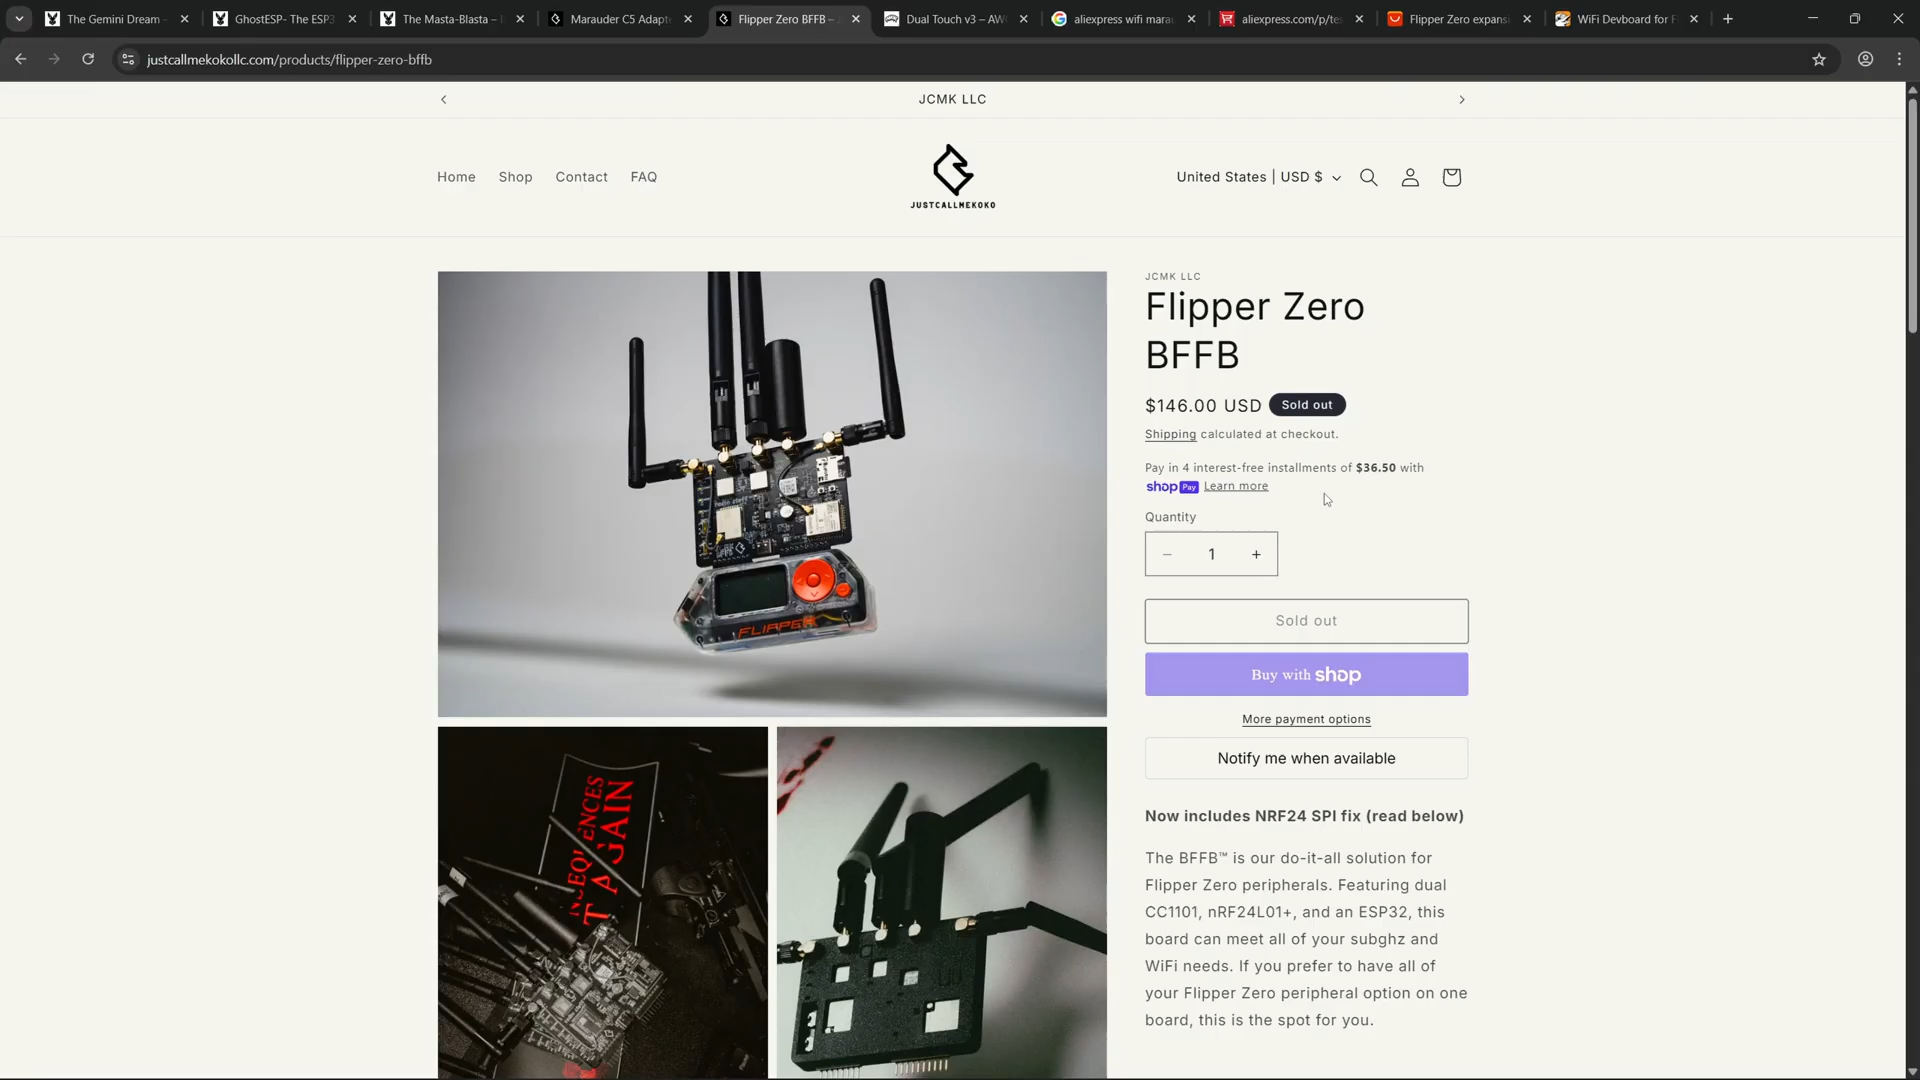 The Gemini Dream –
GhostESP- The ESP3
The Masta-Blasta –
Marauder C5 Adapt
Flipper Zero BFFB –
Dual Touch v3 – AW
aliexpress wifi mara
aliexpress.com/p/te
Flipper Zero expans
WiFi Devboard for F
justcallmekokollc.com/products/flipper-zero-bffb
JCMK LLC
Home
Shop
Contact
FAQ
JUSTCALLMEKOKO
United States | USD $
JCMK LLC
Flipper Zero
BFFB
$146.00 USD
Sold out
Shipping calculated at checkout.
Pay in 4 interest-free installments of $36.50 with
shop Pay Learn more
Quantity
1
Sold out
Buy with shop
More payment options
Notify me when available
Now includes NRF24 SPI fix (read below)
The BFFB™ is our do-it-all solution for
Flipper Zero peripherals. Featuring dual
CC1101, nRF24L01+, and an ESP32, this
board can meet all of your subghz and
WiFi needs. If you prefer to have all of
your Flipper Zero peripheral option on one
board, this is the spot for you.
FLIPPER